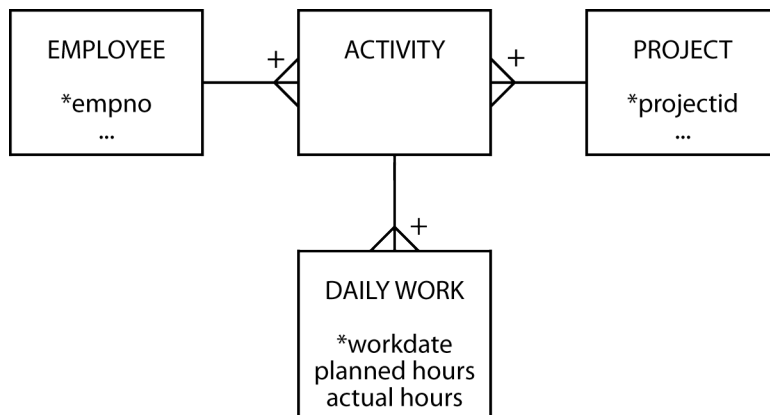 EMPLOYEE
*empno
...
+
ACTIVITY
+
PROJECT
*projectid
...
+
DAILY WORK
*workdate
planned hours
actual hours